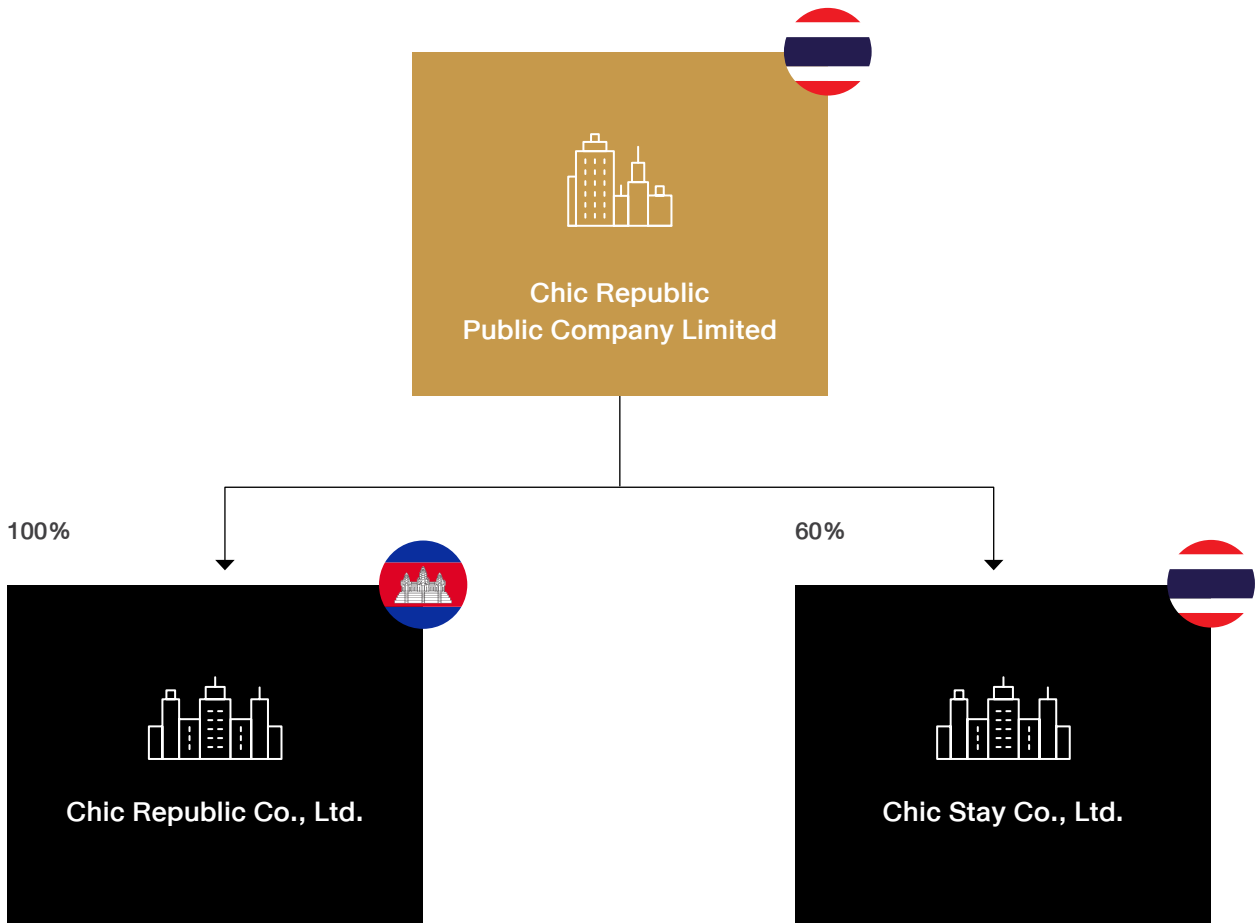 Chic Republic
Public Company Limited
100%
60%
Chic Republic Co., Ltd.
Chic Stay Co., Ltd.